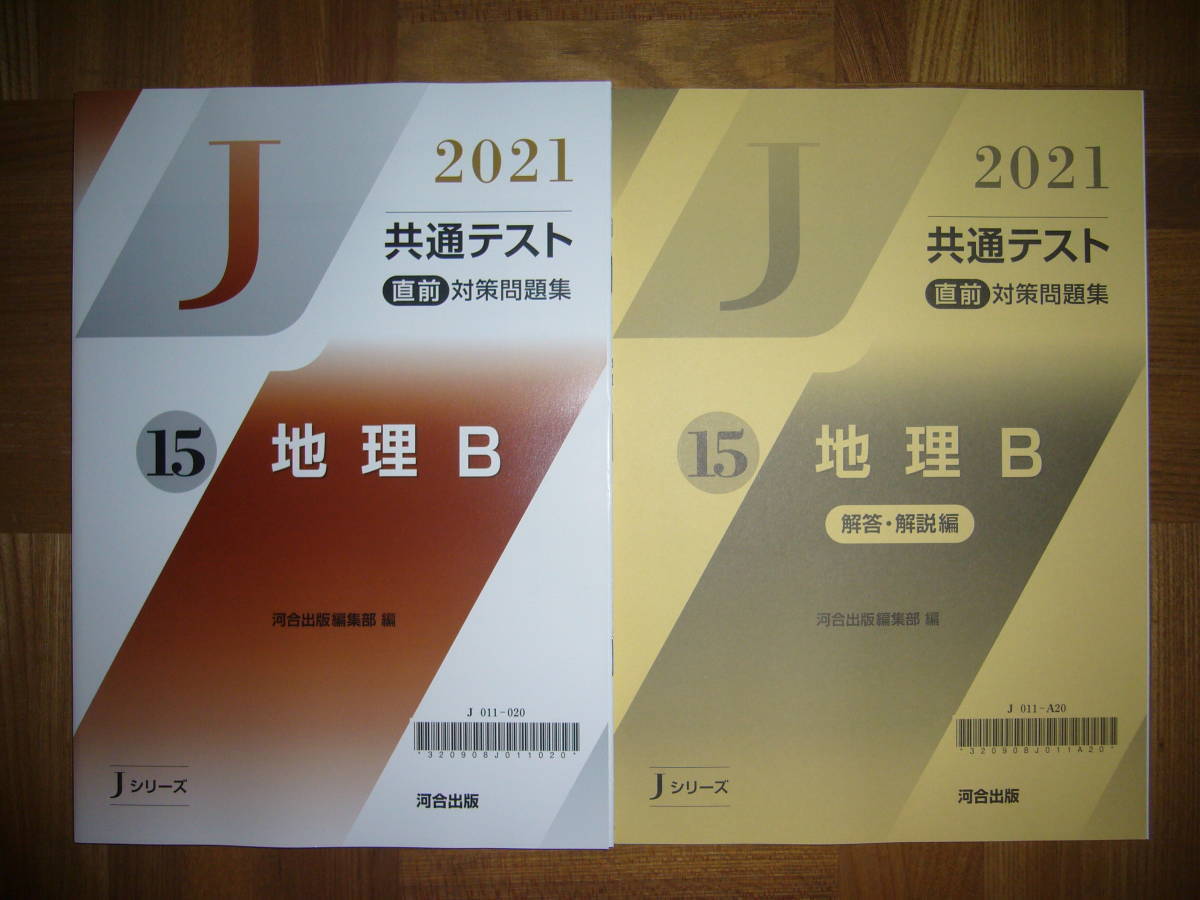 J
2021
共通テスト
直前 対策問題集
15 地理B
河合出版編集部 編
J 011-020
*320908J011020*
Jシリーズ
河合出版
J
2021
共通テスト
直前 対策問題集
15 地理B
解答・解説編
河合出版編集部 編
J 011-A20
*320908J011A20*
Jシリーズ
河合出版